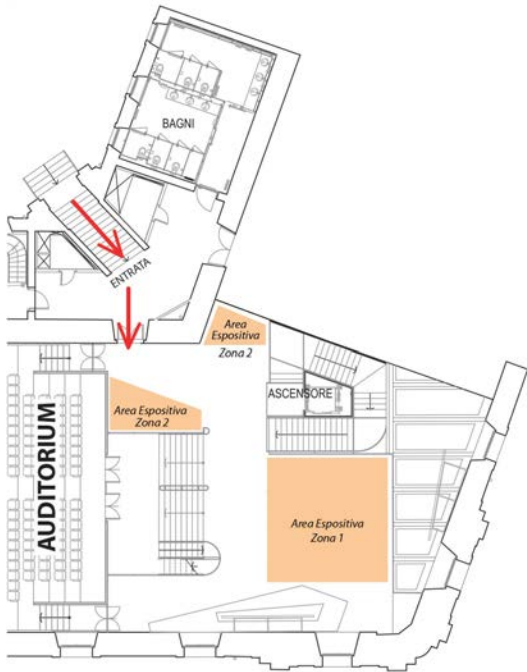 BAGNI
ENTRATA
Area
Espositiva
Zona 2
ASCENSORE
Area Espositiva
Zona 2
AUDITORIUM
Area Espositiva
Zona 1